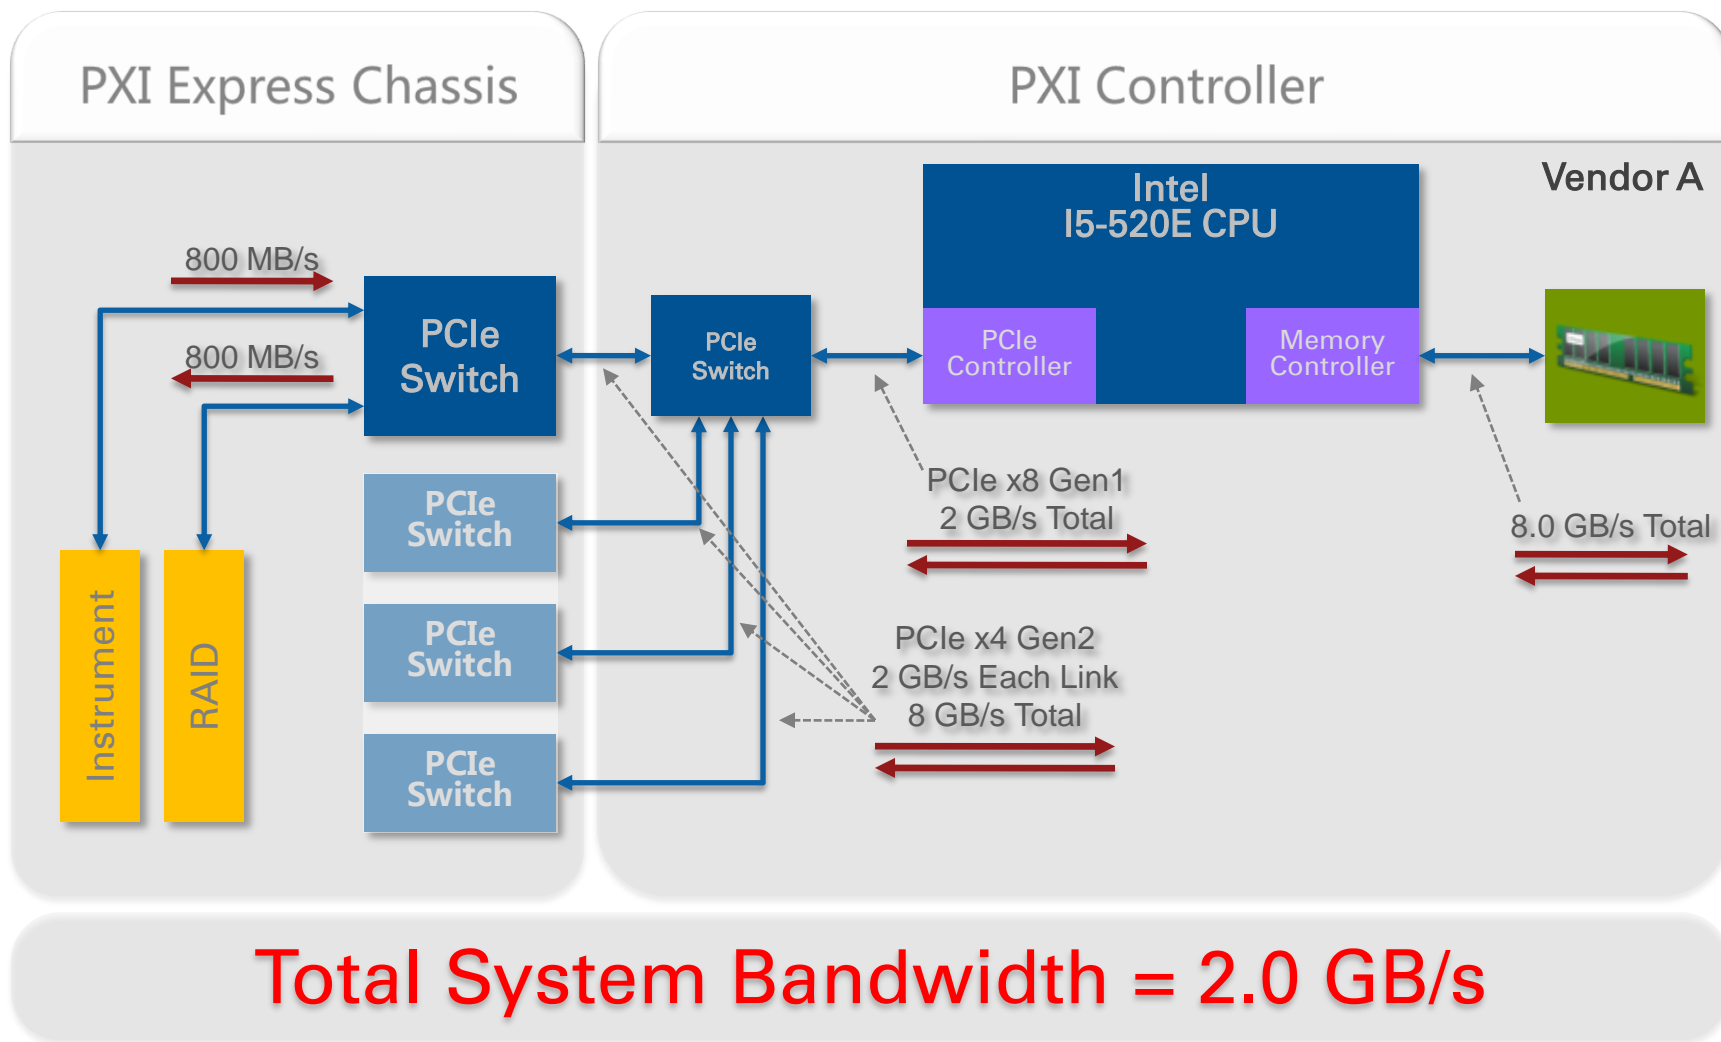 PXI Express Chassis
PXI Controller
Vendor A
Intel
I5-520E CPU
800 MB/s
800 MB/s
PCIe
Switch
PCIe
Switch
PCIe
Controller
Memory
Controller
PCIe
Switch
PCIe
Switch
PCIe
Switch
Instrument
RAID
PCIe x8 Gen1
2 GB/s Total
8.0 GB/s Total
PCIe x4 Gen2
2 GB/s Each Link
8 GB/s Total
Total System Bandwidth = 2.0 GB/s